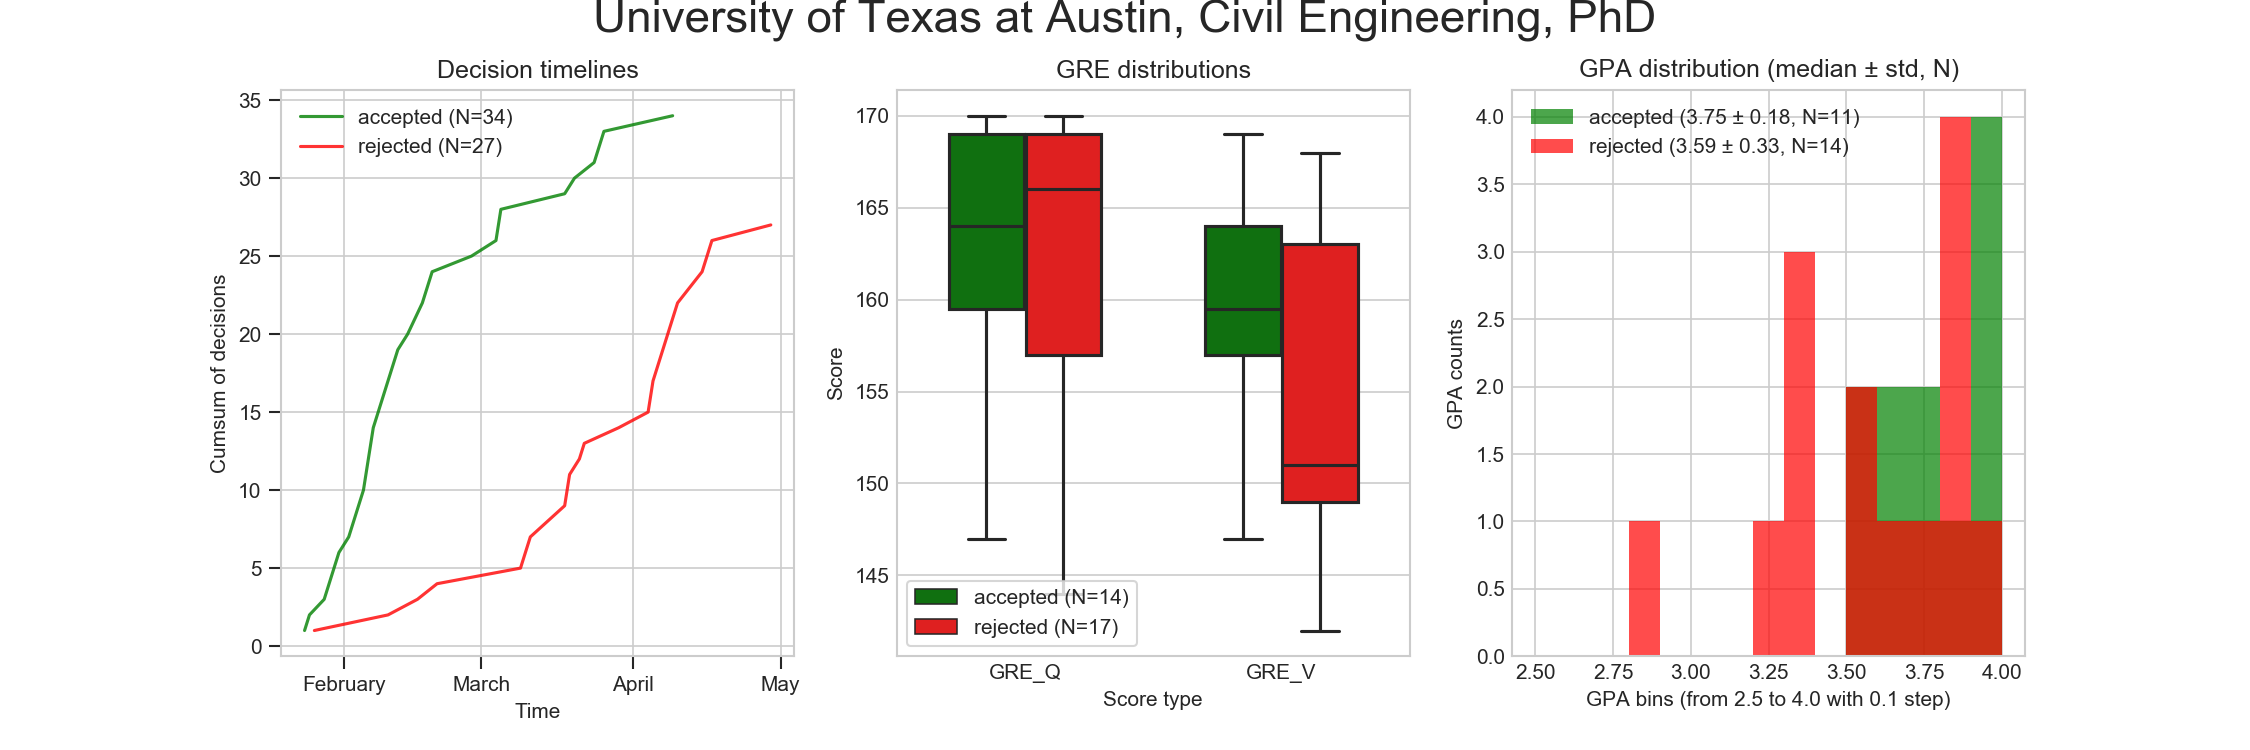 University of Texas at Austin, Civil Engineering, PhD
Decision timelines
35
30
25
20
15
10
5
0
Cumsum of decisions
accepted (N=34)
rejected (N=27)
February March April May
Time
GRE distributions
170
165
160
155
150
145
Score
accepted (N=14)
rejected (N=17)
GRE_Q GRE_V
Score type
GPA distribution (median ± std, N)
4.0
3.5
3.0
2.5
2.0
1.5
1.0
0.5
0.0
GPA counts
accepted (3.75 ± 0.18, N=11)
rejected (3.59 ± 0.33, N=14)
2.50 2.75 3.00 3.25 3.50 3.75 4.00
GPA bins (from 2.5 to 4.0 with 0.1 step)